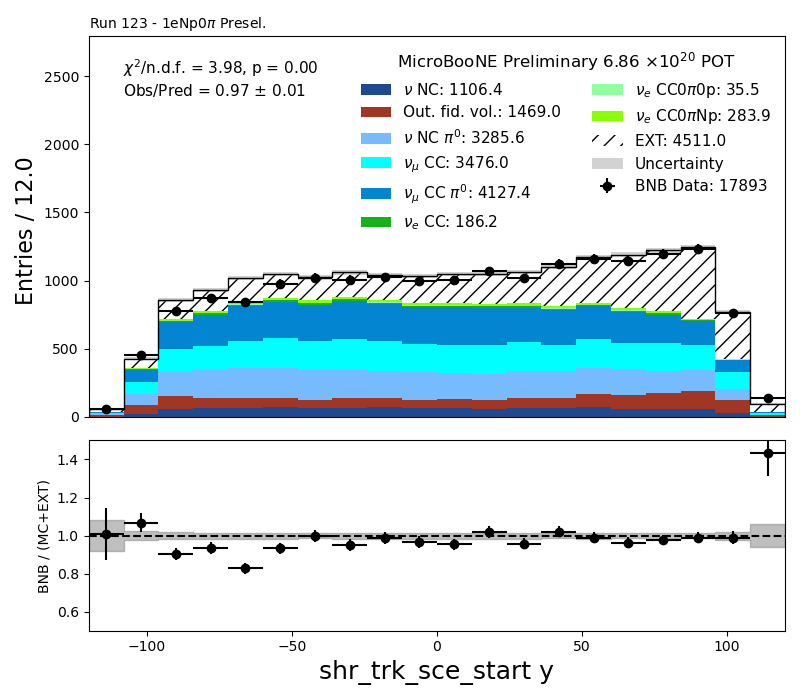 Run 123 - 1eNp0π Presel.
χ²/n.d.f. = 3.98, p = 0.00
Obs/Pred = 0.97 ± 0.01
MicroBooNE Preliminary 6.86 ×10²⁰ POT
ν NC: 1106.4
Out. fid. vol.: 1469.0
ν NC π⁰: 3285.6
ν_μ CC: 3476.0
ν_μ CC π⁰: 4127.4
ν_e CC: 186.2
ν_e CC0π0p: 35.5
ν_e CC0πNp: 283.9
EXT: 4511.0
Uncertainty
BNB Data: 17893
Entries / 12.0
2500
2000
1500
1000
500
0
BNB / (MC+EXT)
1.4
1.2
1.0
0.8
0.6
−100
−50
0
50
100
shr_trk_sce_start y